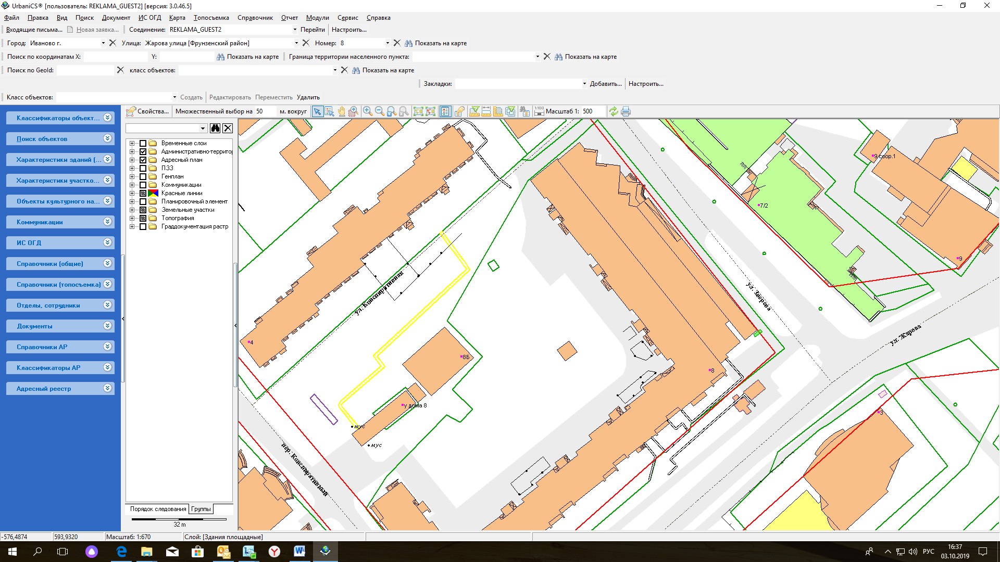 UrbaniCS® [пользователь: REKLAMA_GUEST2] [версия: 3.0.46.5]
Файл Правка Вид Поиск Документ ИС ОГД Карта Топосъемка Справочник Отчет Модули Сервис Справка
Входящие письма... Новая заявка... Соединение: REKLAMA_GUEST2 Перейти Настроить...
Город: Иваново г. Улица: Жарова улица [Фрунзенский район] Номер: 8 Показать на карте
Поиск по координатам X: Y: Показать на карте Граница территории населенного пункта: Показать на карте
Поиск по GeoId: класс объектов: Показать на карте
Закладки: Добавить... Настроить...
Класс объектов: Создать Редактировать Переместить Удалить
Свойства... Множественный выбор на 50 м. вокруг 1:100 Масштаб 1: 500
Классификаторы объект...
Поиск объектов
Характеристики зданий (...
Характеристики участко...
Объекты культурного на...
Коммуникации
ИС ОГД
Справочники (общие)
Справочники (топосъемка)
Отделы, сотрудники
Документы
Справочники АР
Классификаторы АР
Адресный реестр
Временные слои
Административно-территор
Адресный план
ПЗЗ
Генплан
Коммуникации
Красные линии
Планировочный элемент
Земельные участки
Топография
Граддокументация растр
Порядок следования Группы
32 m
9 соор.1
7/2
9
ул. Конспиративная
ул. Зверева
ул. Жарова
4
8Б
8
у дома 8
3
мус
мус
пер. Конспиративный
-576,4874 593,9320 Масштаб: 1:670 Слой: [Здания площадные]
РУС 16:37
03.10.2019